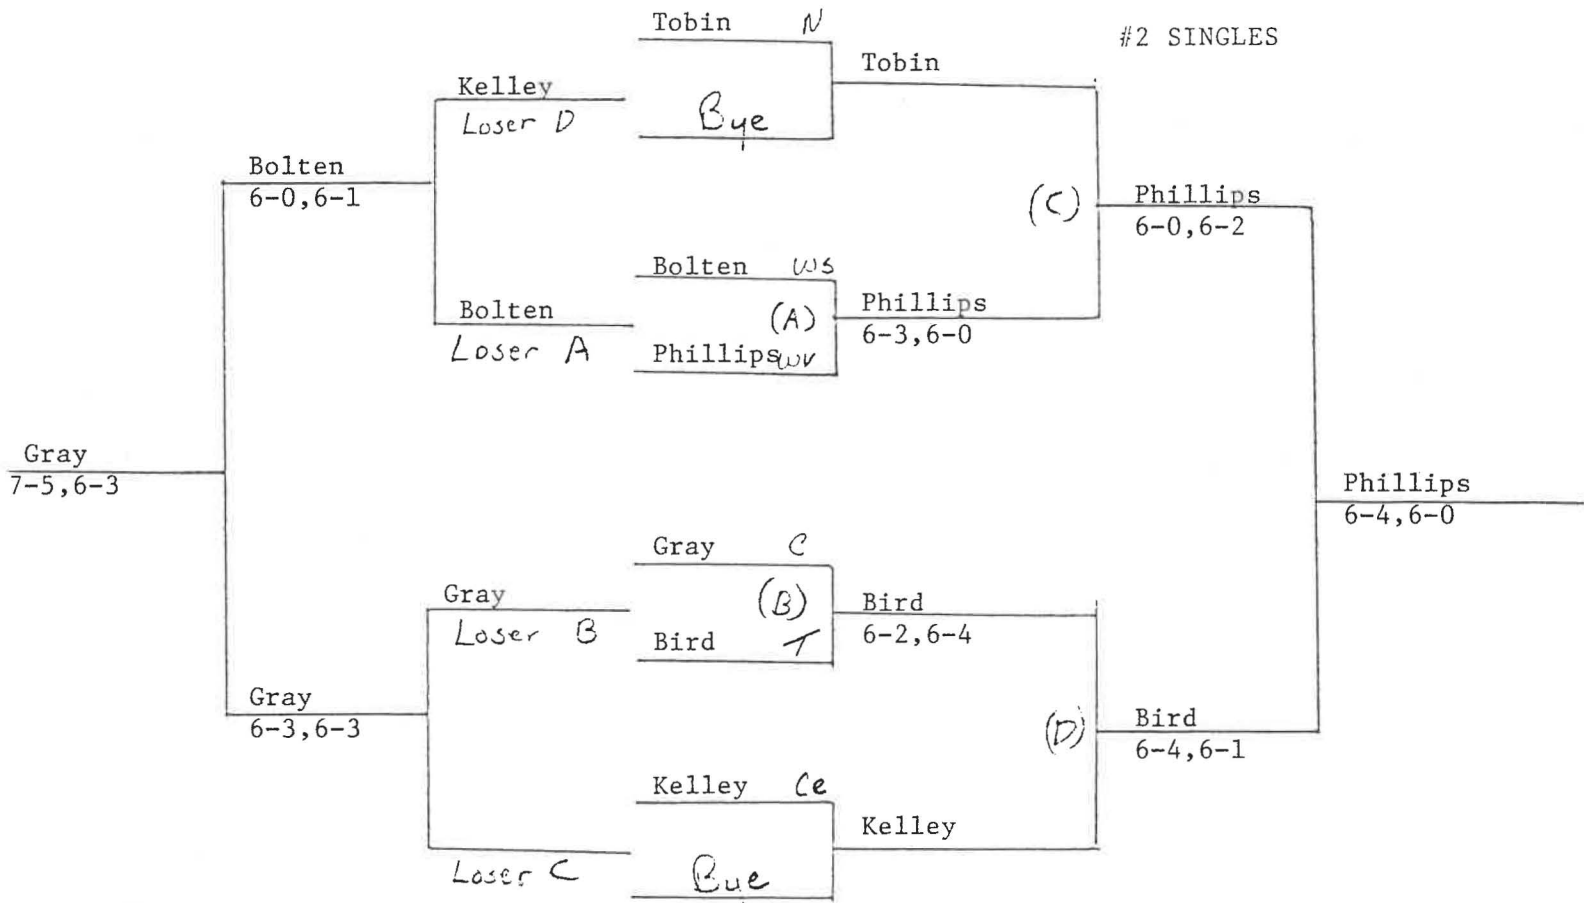 #2 SINGLES
Tobin N
Tobin
Kelley
Loser D
Bye
Bolten
6-0,6-1
(C)
Phillips
6-0,6-2
Bolten ws
Bolten
Loser A
(A)
Phillips
6-3,6-0
Phillips wv
Gray
7-5,6-3
Phillips
6-4,6-0
Gray C
Gray
Loser B
(B)
Bird
6-2,6-4
Bird T
Gray
6-3,6-3
(D)
Bird
6-4,6-1
Kelley Ce
Kelley
Loser C
Bye